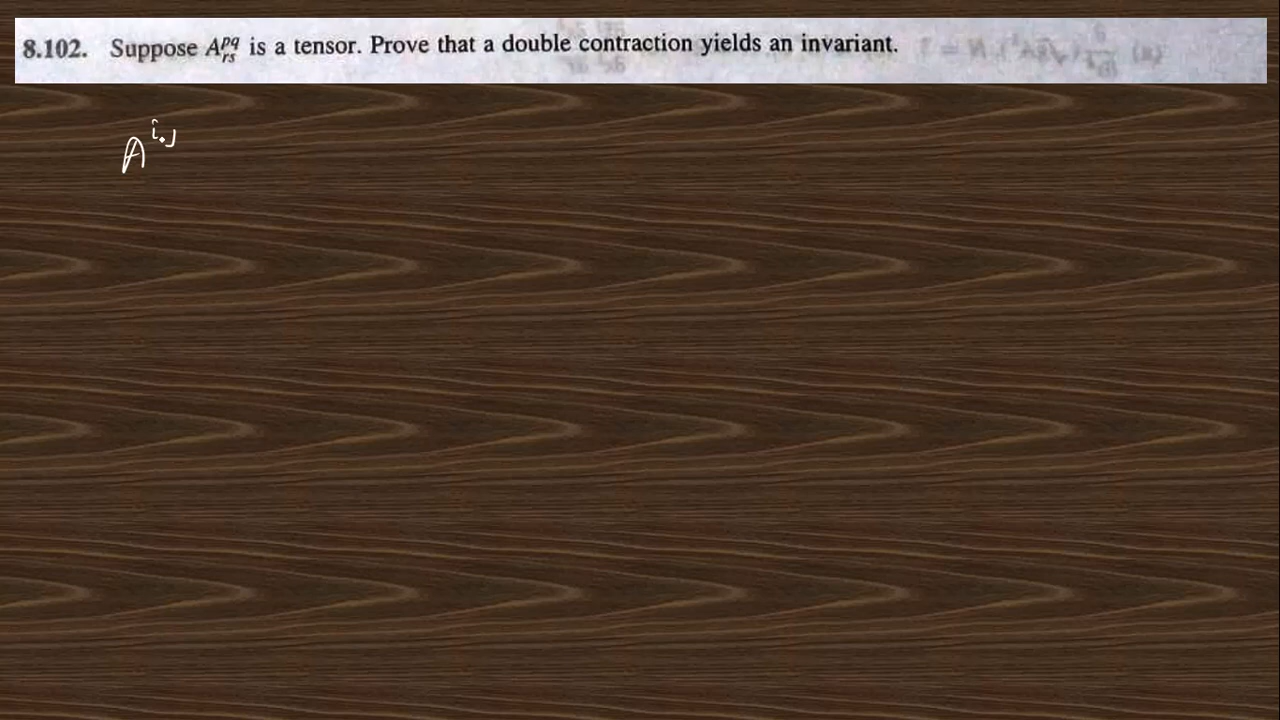 8.102. Suppose A^{pq}_{rs} is a tensor. Prove that a double contraction yields an invariant.
A^{ij}